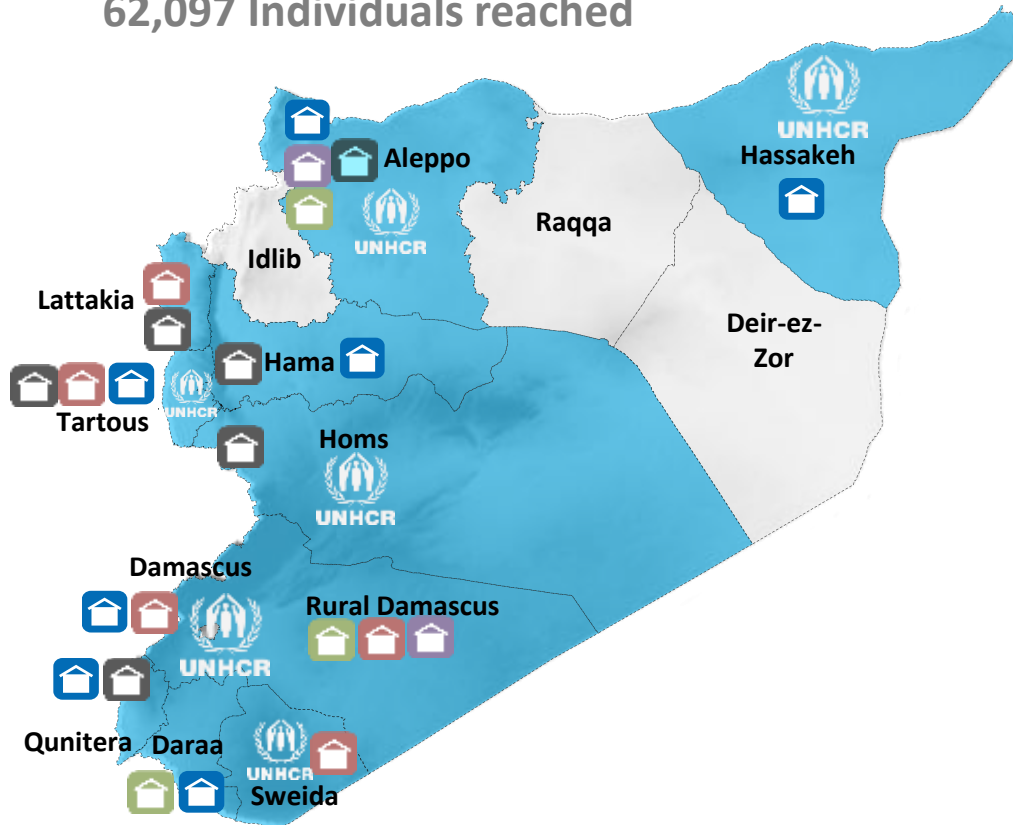 62,097 Individuals reached
UNHCR
Hassakeh
Aleppo
UNHCR
Raqqa
Idlib
Lattakia
Deir-ez-
Zor
Hama
UNHCR
Tartous
Homs
UNHCR
Damascus
Rural Damascus
UNHCR
Qunitera
Daraa
UNHCR
Sweida